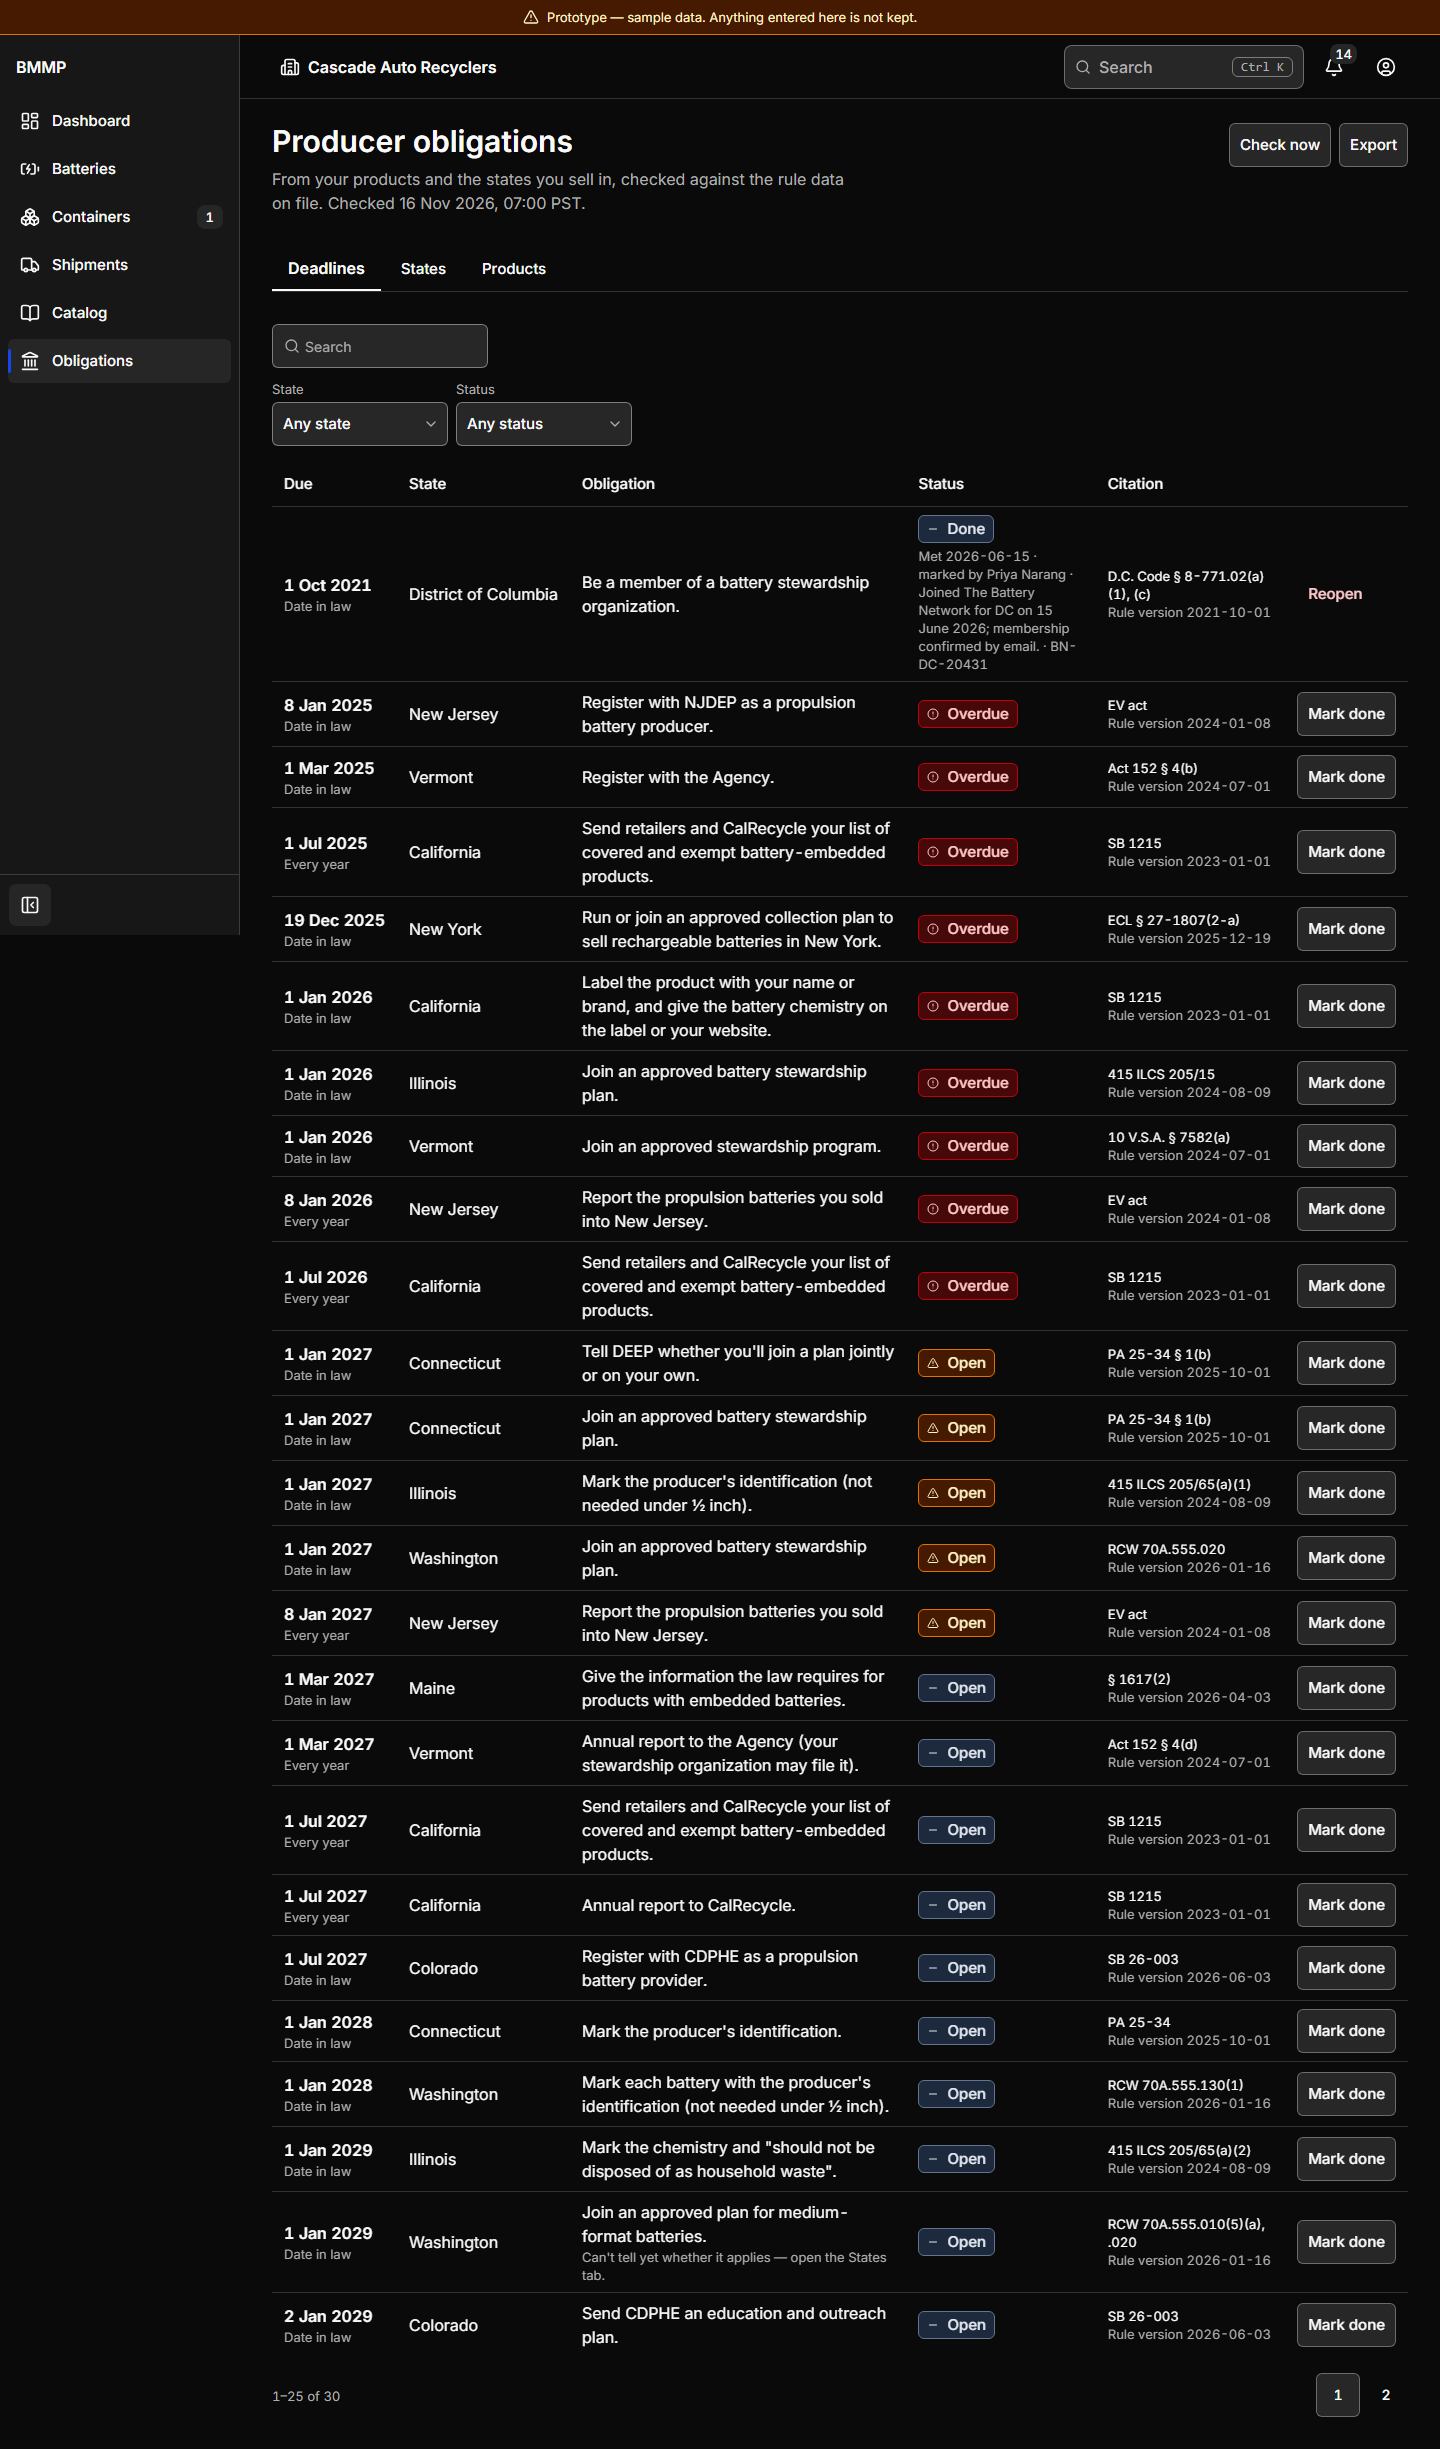 Prototype — sample data. Anything entered here is not kept.
BMMP
Dashboard
Batteries
Containers
1
Shipments
Catalog
Obligations
Cascade Auto Recyclers
Search
Ctrl K
14
Producer obligations
From your products and the states you sell in, checked against the rule data
on file. Checked 16 Nov 2026, 07:00 PST.
Check now
Export
Deadlines
States
Products
Search
State
Status
Any state
Any status
Due
State
Obligation
Status
Citation
1 Oct 2021
Date in law
District of Columbia
Be a member of a battery stewardship
organization.
Done
Met 2026-06-15 ·
marked by Priya Narang ·
Joined The Battery
Network for DC on 15
June 2026; membership
confirmed by email. · BN-
DC-20431
D.C. Code § 8-771.02(a)
(1), (c)
Rule version 2021-10-01
Reopen
8 Jan 2025
Date in law
New Jersey
Register with NJDEP as a propulsion
battery producer.
Overdue
EV act
Rule version 2024-01-08
Mark done
1 Mar 2025
Date in law
Vermont
Register with the Agency.
Overdue
Act 152 § 4(b)
Rule version 2024-07-01
Mark done
1 Jul 2025
Every year
California
Send retailers and CalRecycle your list of
covered and exempt battery-embedded
products.
Overdue
SB 1215
Rule version 2023-01-01
Mark done
19 Dec 2025
Date in law
New York
Run or join an approved collection plan to
sell rechargeable batteries in New York.
Overdue
ECL § 27-1807(2-a)
Rule version 2025-12-19
Mark done
1 Jan 2026
Date in law
California
Label the product with your name or
brand, and give the battery chemistry on
the label or your website.
Overdue
SB 1215
Rule version 2023-01-01
Mark done
1 Jan 2026
Date in law
Illinois
Join an approved battery stewardship
plan.
Overdue
415 ILCS 205/15
Rule version 2024-08-09
Mark done
1 Jan 2026
Date in law
Vermont
Join an approved stewardship program.
Overdue
10 V.S.A. § 7582(a)
Rule version 2024-07-01
Mark done
8 Jan 2026
Every year
New Jersey
Report the propulsion batteries you sold
into New Jersey.
Overdue
EV act
Rule version 2024-01-08
Mark done
1 Jul 2026
Every year
California
Send retailers and CalRecycle your list of
covered and exempt battery-embedded
products.
Overdue
SB 1215
Rule version 2023-01-01
Mark done
1 Jan 2027
Date in law
Connecticut
Tell DEEP whether you'll join a plan jointly
or on your own.
Open
PA 25-34 § 1(b)
Rule version 2025-10-01
Mark done
1 Jan 2027
Date in law
Connecticut
Join an approved battery stewardship
plan.
Open
PA 25-34 § 1(b)
Rule version 2025-10-01
Mark done
1 Jan 2027
Date in law
Illinois
Mark the producer's identification (not
needed under ½ inch).
Open
415 ILCS 205/65(a)(1)
Rule version 2024-08-09
Mark done
1 Jan 2027
Date in law
Washington
Join an approved battery stewardship
plan.
Open
RCW 70A.555.020
Rule version 2026-01-16
Mark done
8 Jan 2027
Every year
New Jersey
Report the propulsion batteries you sold
into New Jersey.
Open
EV act
Rule version 2024-01-08
Mark done
1 Mar 2027
Date in law
Maine
Give the information the law requires for
products with embedded batteries.
Open
§ 1617(2)
Rule version 2026-04-03
Mark done
1 Mar 2027
Every year
Vermont
Annual report to the Agency (your
stewardship organization may file it).
Open
Act 152 § 4(d)
Rule version 2024-07-01
Mark done
1 Jul 2027
Every year
California
Send retailers and CalRecycle your list of
covered and exempt battery-embedded
products.
Open
SB 1215
Rule version 2023-01-01
Mark done
1 Jul 2027
Every year
California
Annual report to CalRecycle.
Open
SB 1215
Rule version 2023-01-01
Mark done
1 Jul 2027
Date in law
Colorado
Register with CDPHE as a propulsion
battery provider.
Open
SB 26-003
Rule version 2026-06-03
Mark done
1 Jan 2028
Date in law
Connecticut
Mark the producer's identification.
Open
PA 25-34
Rule version 2025-10-01
Mark done
1 Jan 2028
Date in law
Washington
Mark each battery with the producer's
identification (not needed under ½ inch).
Open
RCW 70A.555.130(1)
Rule version 2026-01-16
Mark done
1 Jan 2029
Date in law
Illinois
Mark the chemistry and "should not be
disposed of as household waste".
Open
415 ILCS 205/65(a)(2)
Rule version 2024-08-09
Mark done
1 Jan 2029
Date in law
Washington
Join an approved plan for medium-
format batteries.
Can't tell yet whether it applies — open the States
tab.
Open
RCW 70A.555.010(5)(a),
.020
Rule version 2026-01-16
Mark done
2 Jan 2029
Date in law
Colorado
Send CDPHE an education and outreach
plan.
Open
SB 26-003
Rule version 2026-06-03
Mark done
1–25 of 30
1
2